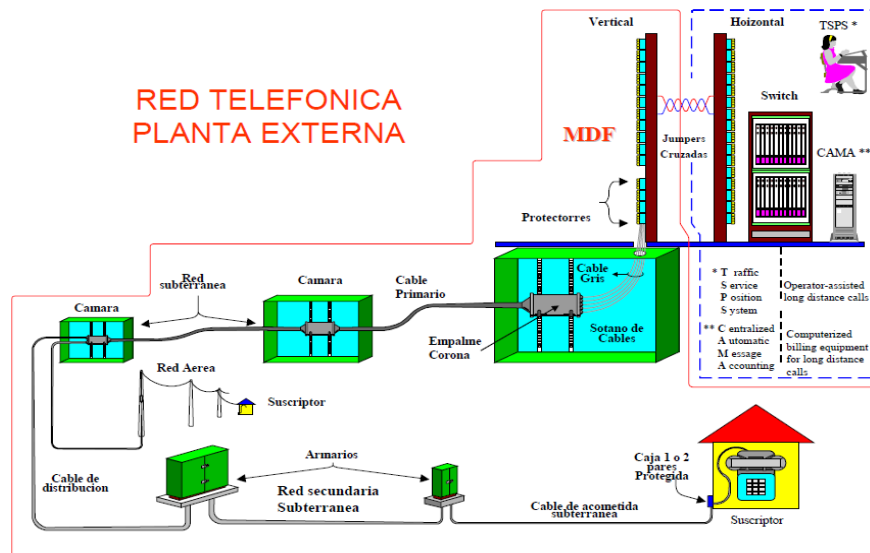 RED TELEFONICA
PLANTA EXTERNA
Vertical
Hoizontal
TSPS *
Switch
MDF
Jumpers
Cruzadas
CAMA **
Protectorres
Red
subterranea
Camara
Camara
Cable
Primario
Cable
Gris
Empalme
Corona
Sotano de
Cables
* T raffic
S ervice
P osition
S ystem
Operator-assisted
long distance calls
** C entralized
A utomatic
M essage
A ccounting
Computerized
billing equipment
for long distance
calls
Red Aerea
Suscriptor
Cable de
distribucion
Armarios
Red secundaria
Subterranea
Caja 1 o 2
pares
Protegida
Cable de acometida
subterranea
Suscriptor